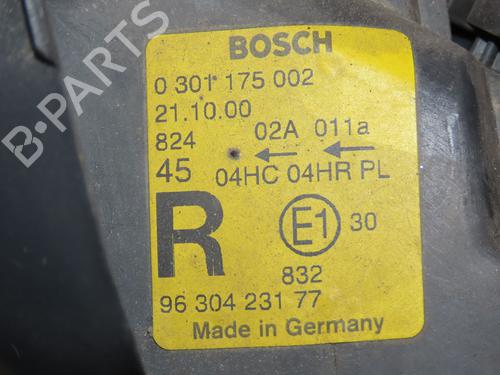 BOSCH
0 301 175 002
21.10.00
824 02A 011a
45 ← ←
04HC 04HR PL
R E1 30
832
96 304 231 77
Made in Germany
B-PARTS